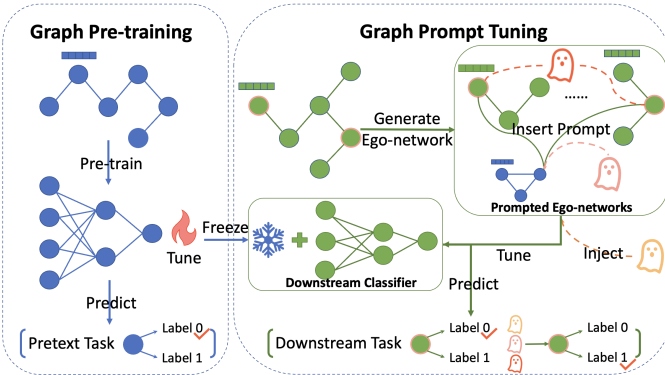 Graph Pre-training
Graph Prompt Tuning
Generate
Ego-network
......
Insert Prompt
Pre-train
Prompted Ego-networks
Tune
Freeze
Downstream Classifier
Tune
Inject
Predict
Predict
Pretext Task
Label 0
Label 1
Downstream Task
Label 0
Label 1
Label 0
Label 1